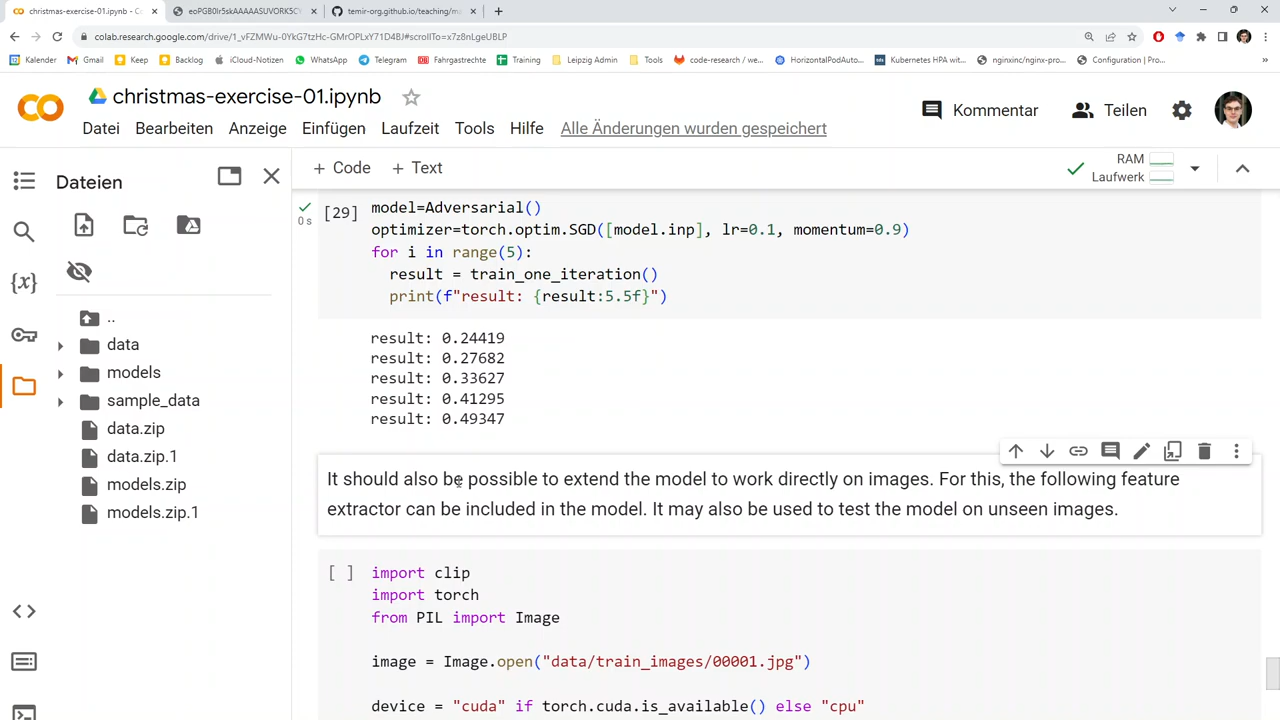 christmas-exercise-01.ipynb - Co
eoPGB0Ir5skAAAAASUVORK5CY
temir-org.github.io/teaching/ma
colab.research.google.com/drive/1_vFZMWu-0YkG7tzHc-GMrOPLxY71D4BJ#scrollTo=x7z8nLgeUBLP
Kalender Gmail Keep Backlog iCloud-Notizen WhatsApp Telegram Fahrgastrechte Training Leipzig Admin Tools code-research / we... HorizontalPodAuto... Kubernetes HPA wit... nginxinc/nginx-pro... Configuration | Pro...
christmas-exercise-01.ipynb
Kommentar Teilen
Datei Bearbeiten Anzeige Einfügen Laufzeit Tools Hilfe Alle Änderungen wurden gespeichert
Dateien
+ Code + Text
RAM
Laufwerk
..
data
models
sample_data
data.zip
data.zip.1
models.zip
models.zip.1
0 s
[29] model=Adversarial()
optimizer=torch.optim.SGD([model.inp], lr=0.1, momentum=0.9)
for i in range(5):
result = train_one_iteration()
print(f"result: {result:5.5f}")
result: 0.24419
result: 0.27682
result: 0.33627
result: 0.41295
result: 0.49347
It should also be possible to extend the model to work directly on images. For this, the following feature
extractor can be included in the model. It may also be used to test the model on unseen images.
[ ] import clip
import torch
from PIL import Image
image = Image.open("data/train_images/00001.jpg")
device = "cuda" if torch.cuda.is_available() else "cpu"